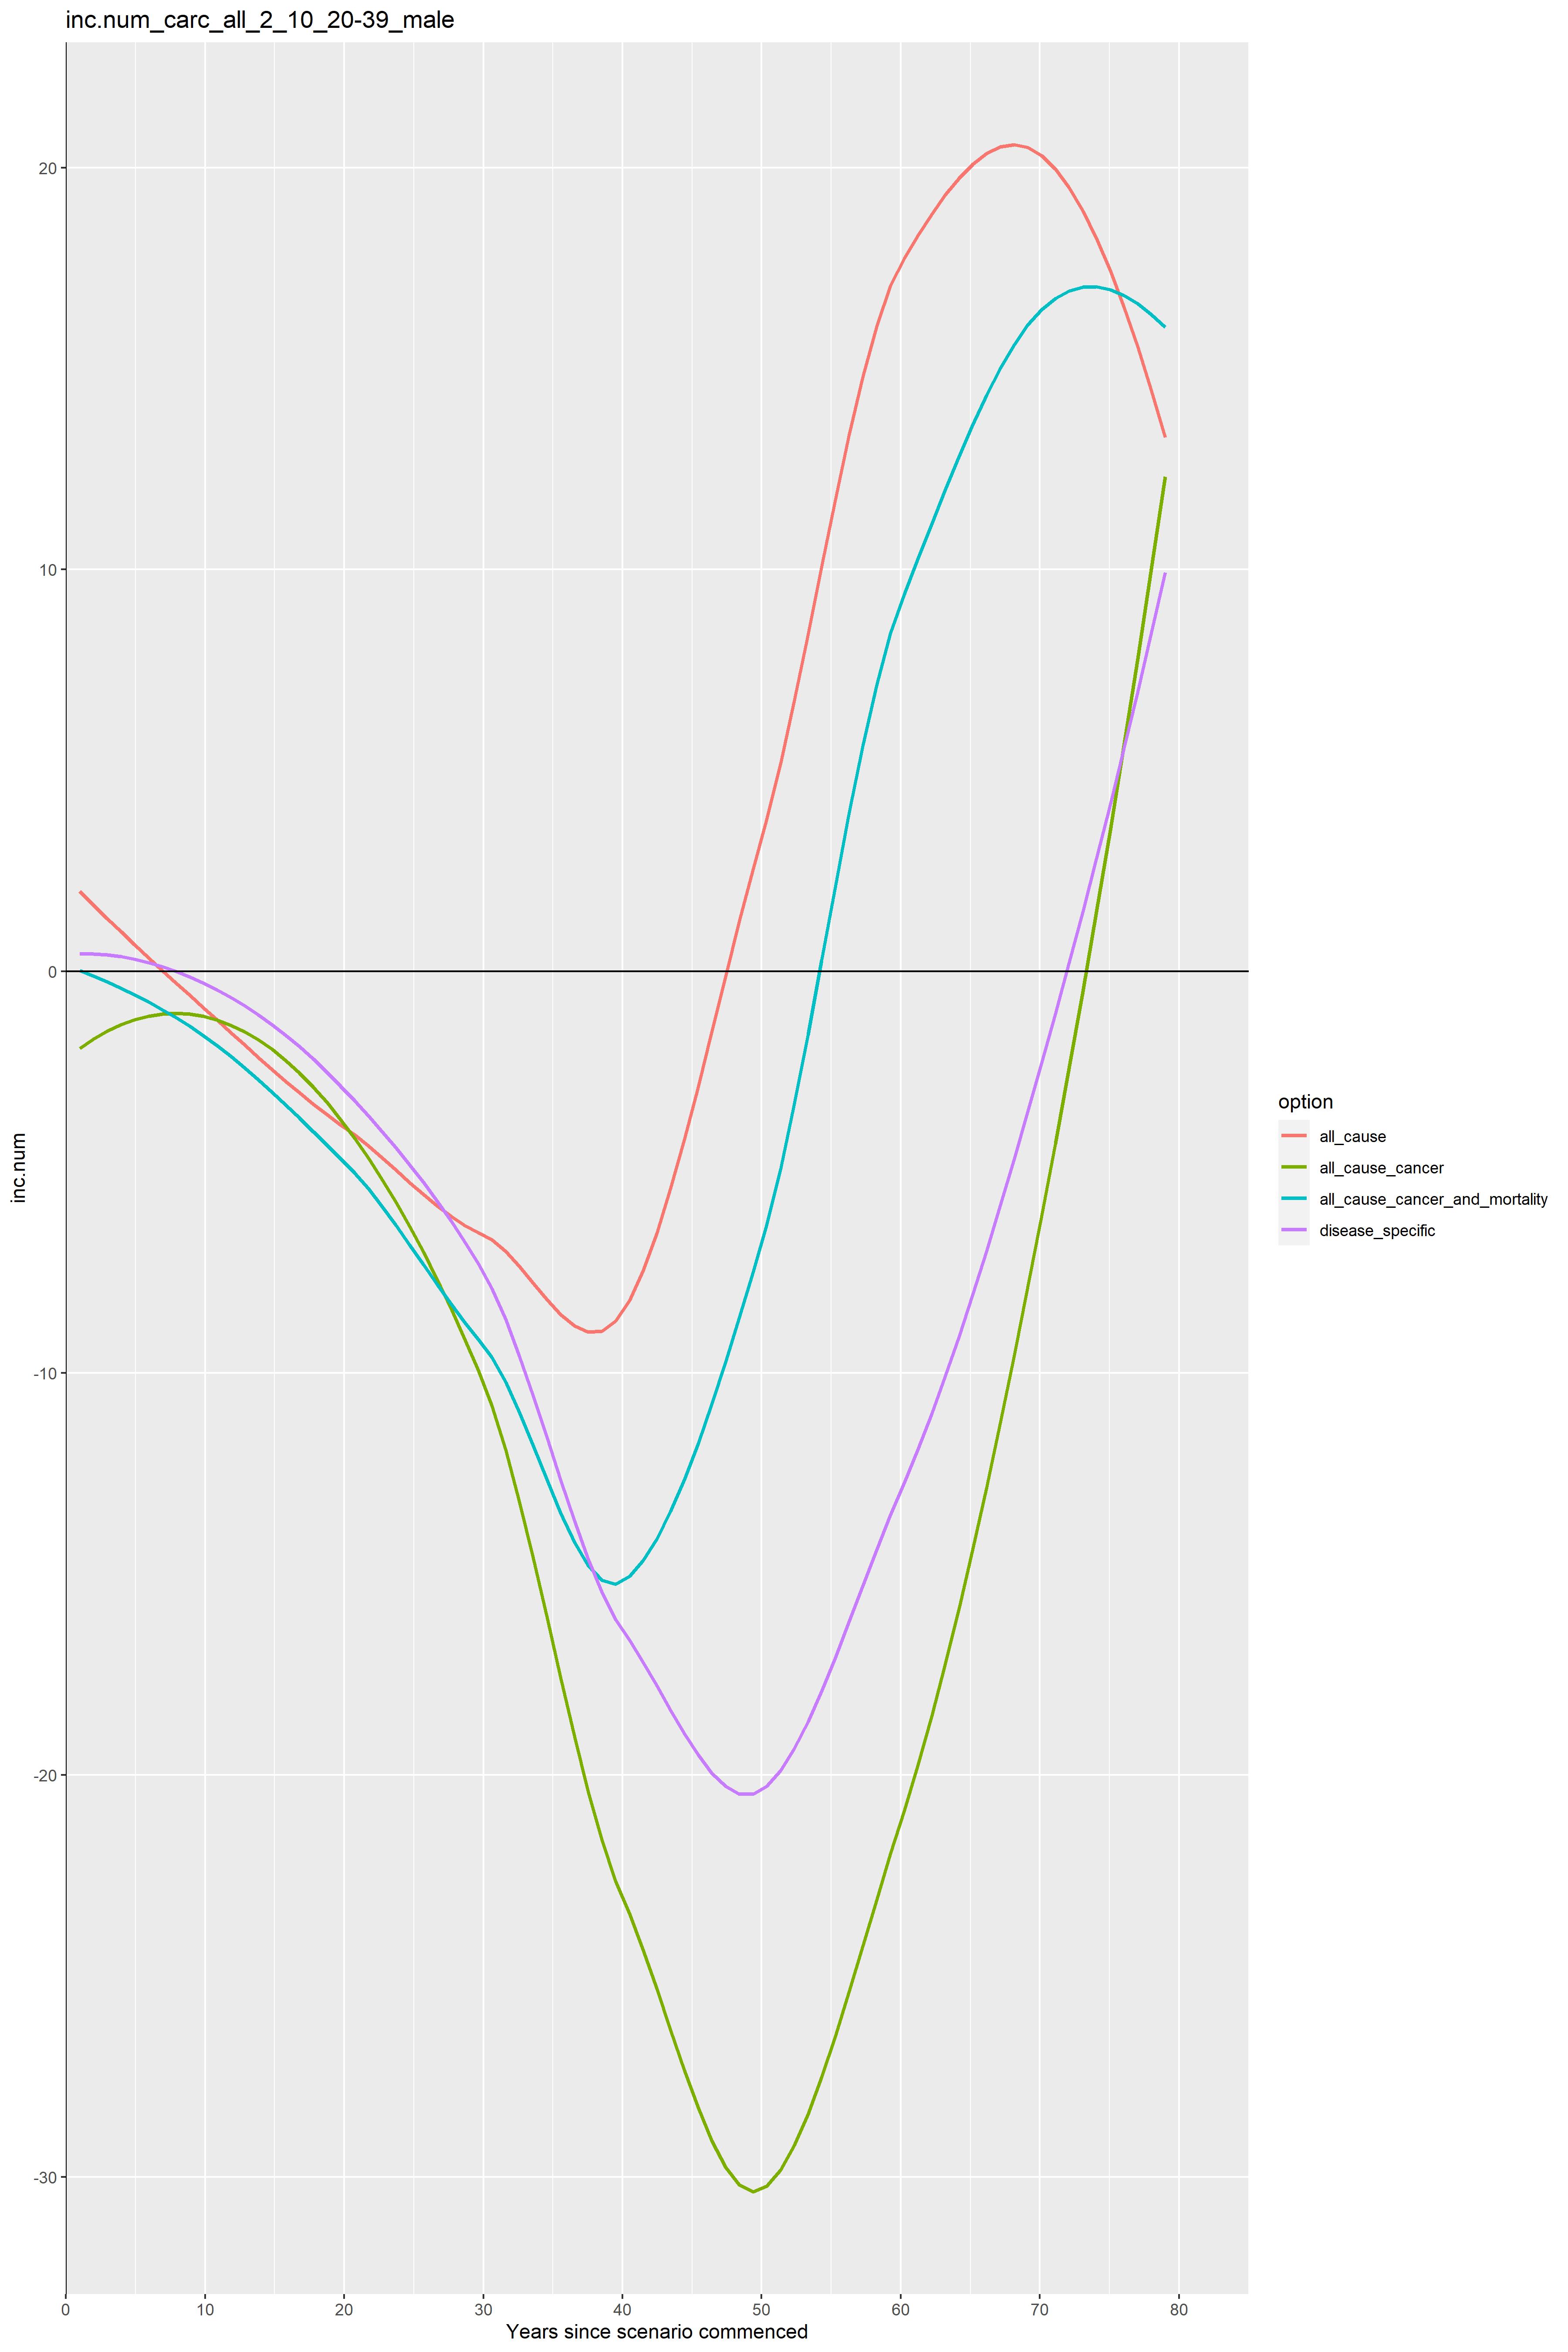 inc.num_carc_all_2_10_20-39_male
20
10
0
-10
-20
-30
inc.num
0 10 20 30 40 50 60 70 80
Years since scenario commenced
option
all_cause
all_cause_cancer
all_cause_cancer_and_mortality
disease_specific